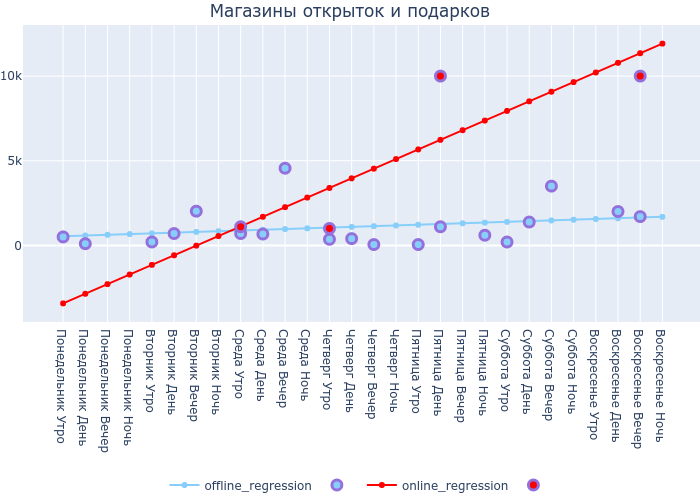 Магазины открыток и подарков
10k
5k
0
Понедельник Утро
Понедельник День
Понедельник Вечер
Понедельник Ночь
Вторник Утро
Вторник День
Вторник Вечер
Вторник Ночь
Среда Утро
Среда День
Среда Вечер
Среда Ночь
Четверг Утро
Четверг День
Четверг Вечер
Четверг Ночь
Пятница Утро
Пятница День
Пятница Вечер
Пятница Ночь
Суббота Утро
Суббота День
Суббота Вечер
Суббота Ночь
Воскресенье Утро
Воскресенье День
Воскресенье Вечер
Воскресенье Ночь
offline_regression online_regression